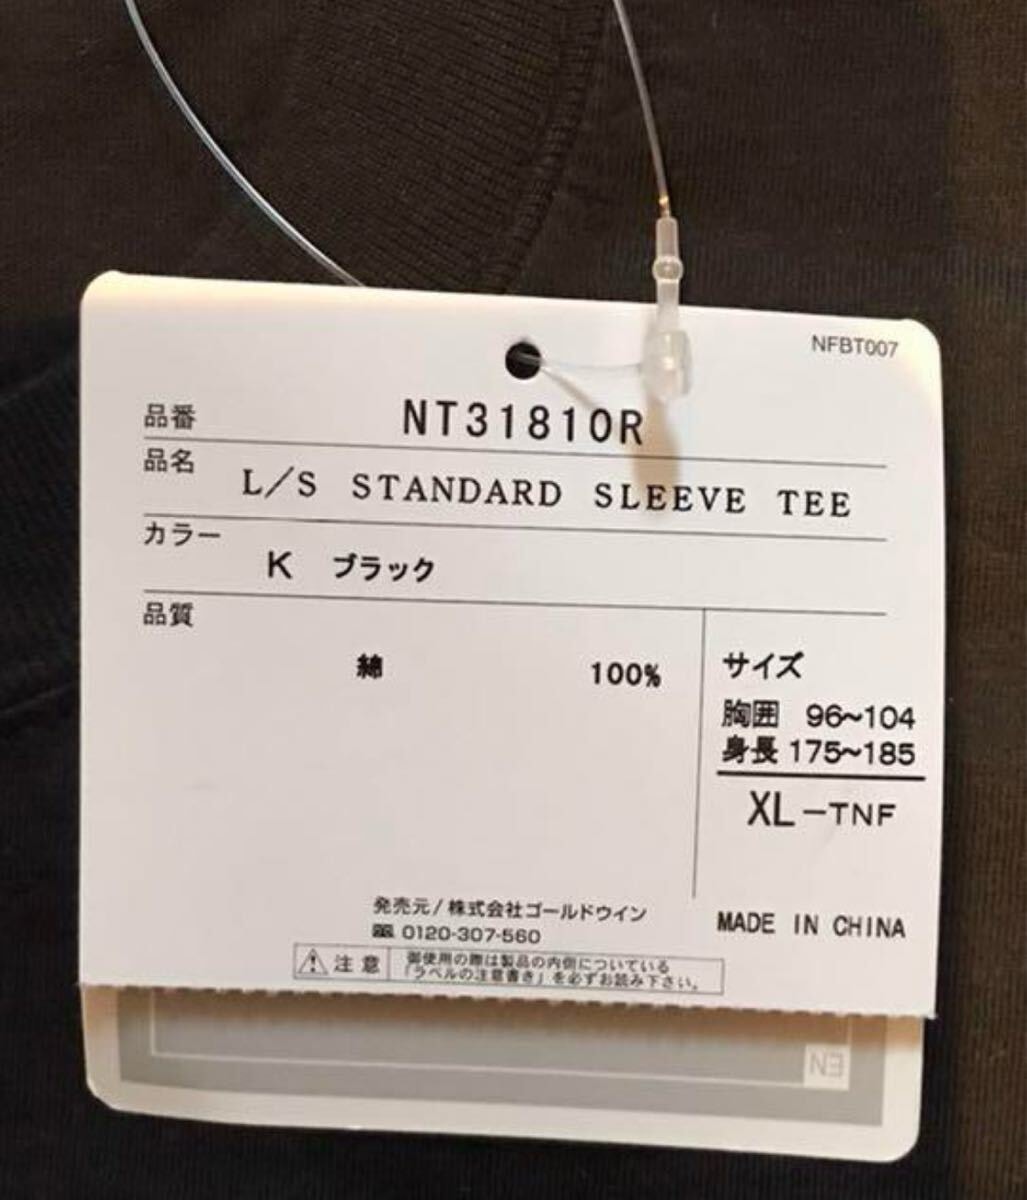 NFBT007
品番 NT31810R
品名 L/S STANDARD SLEEVE TEE
カラー K ブラック
品質
綿 100%
サイズ
胸囲 96~104
身長 175~185
XL-TNF
発売元/株式会社ゴールドウイン
0120-307-560
MADE IN CHINA
注意 御使用の際は製品の内側についている
「ラベルの注意書き」を必ずお読み下さい。
EN